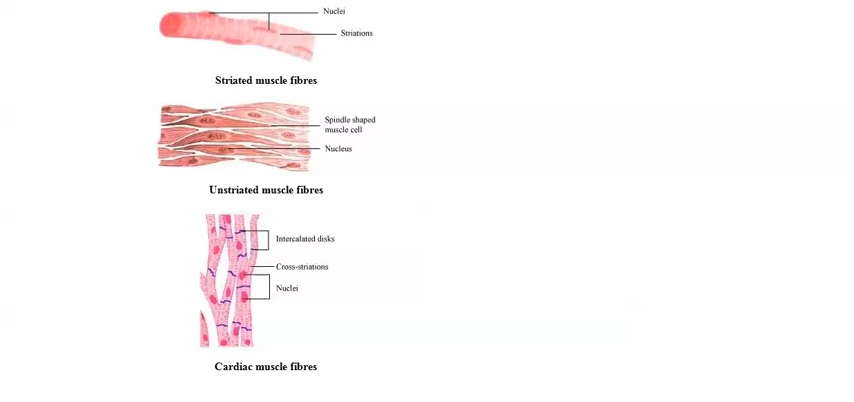 Nuclei
Striations
Striated muscle fibres
Spindle shaped
muscle cell
Nucleus
Unstriated muscle fibres
Intercalated disks
Cross-striations
Nuclei
Cardiac muscle fibres